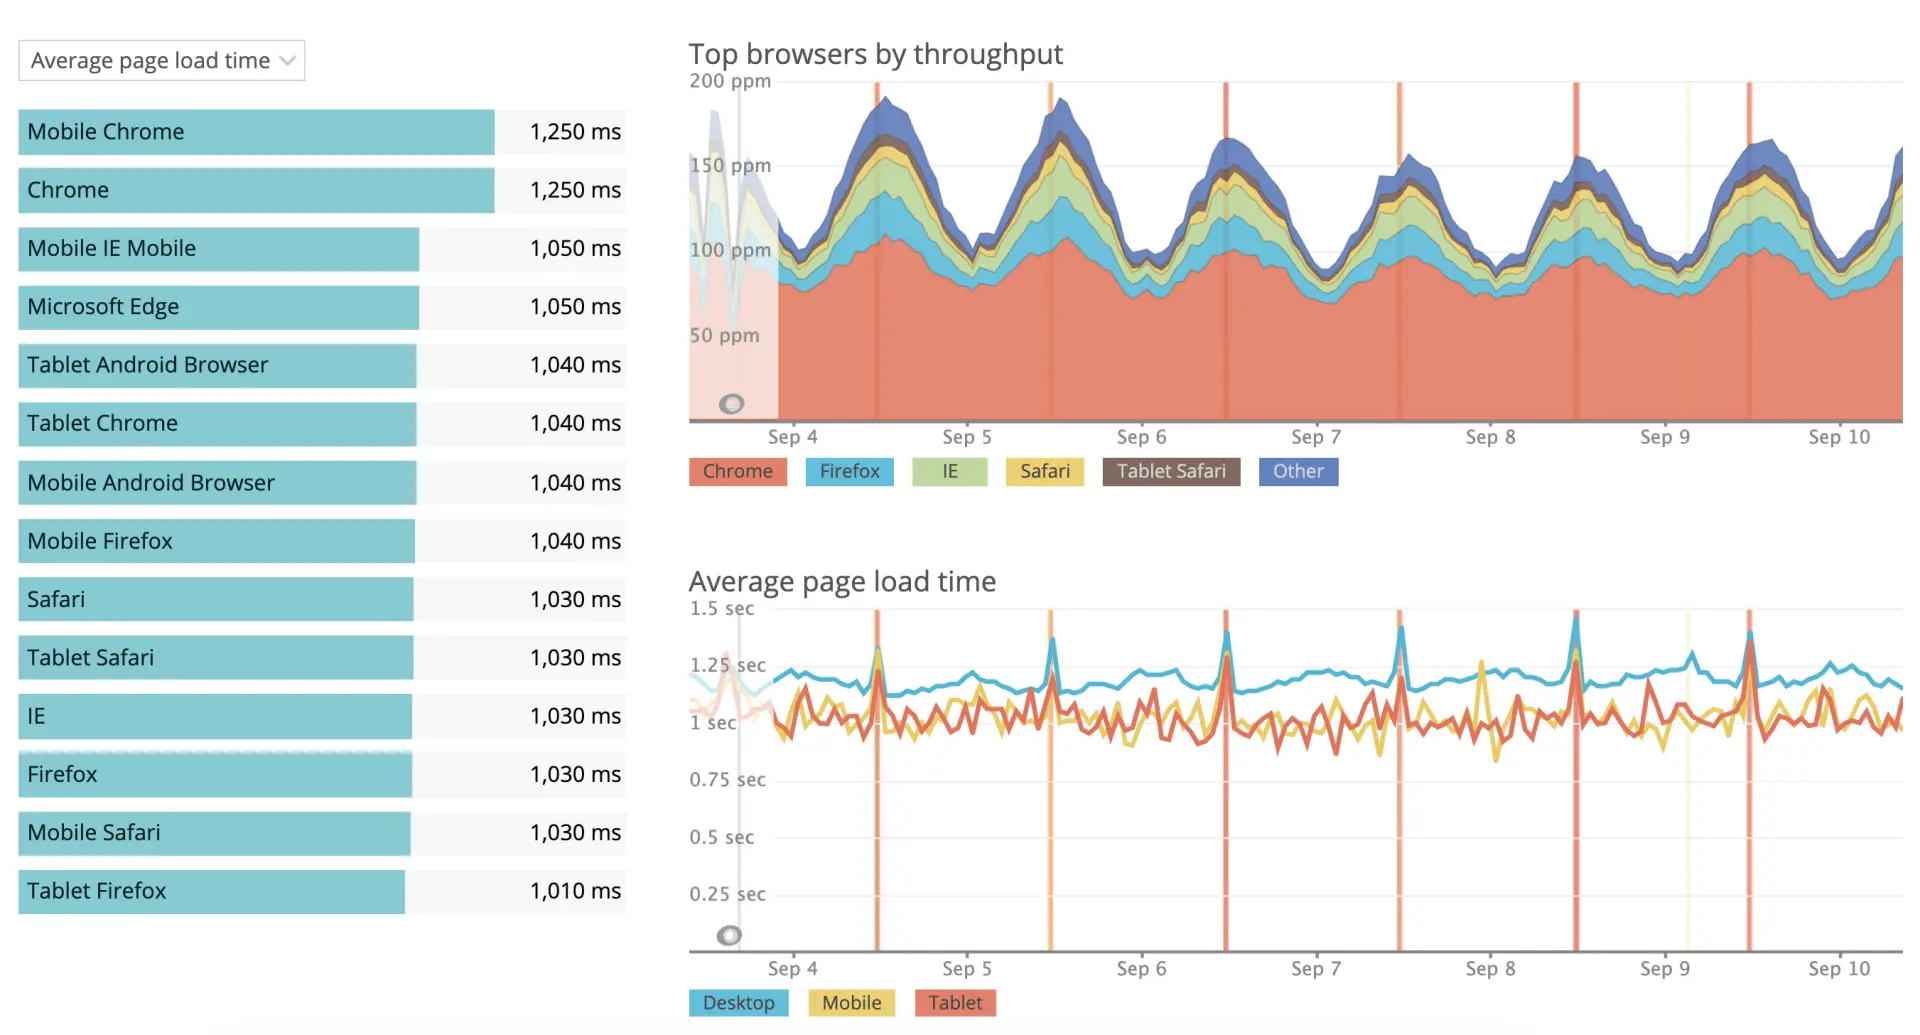 Average page load time
Mobile Chrome 1,250 ms
Chrome 1,250 ms
Mobile IE Mobile 1,050 ms
Microsoft Edge 1,050 ms
Tablet Android Browser 1,040 ms
Tablet Chrome 1,040 ms
Mobile Android Browser 1,040 ms
Mobile Firefox 1,040 ms
Safari 1,030 ms
Tablet Safari 1,030 ms
IE 1,030 ms
Firefox 1,030 ms
Mobile Safari 1,030 ms
Tablet Firefox 1,010 ms
Top browsers by throughput
200 ppm
150 ppm
100 ppm
50 ppm
Sep 4 Sep 5 Sep 6 Sep 7 Sep 8 Sep 9 Sep 10
Chrome Firefox IE Safari Tablet Safari Other
Average page load time
1.5 sec
1.25 sec
1 sec
0.75 sec
0.5 sec
0.25 sec
Sep 4 Sep 5 Sep 6 Sep 7 Sep 8 Sep 9 Sep 10
Desktop Mobile Tablet